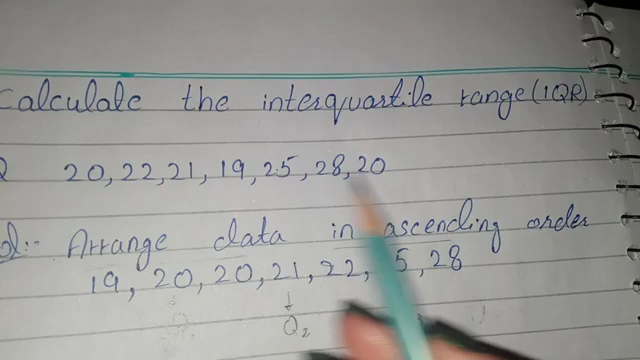 Calculate the interquartile range (IQR)
20, 22, 21, 19, 25, 28, 20
Arrange data in ascending order
19, 20, 20, 21, 22, 5, 28
Q2